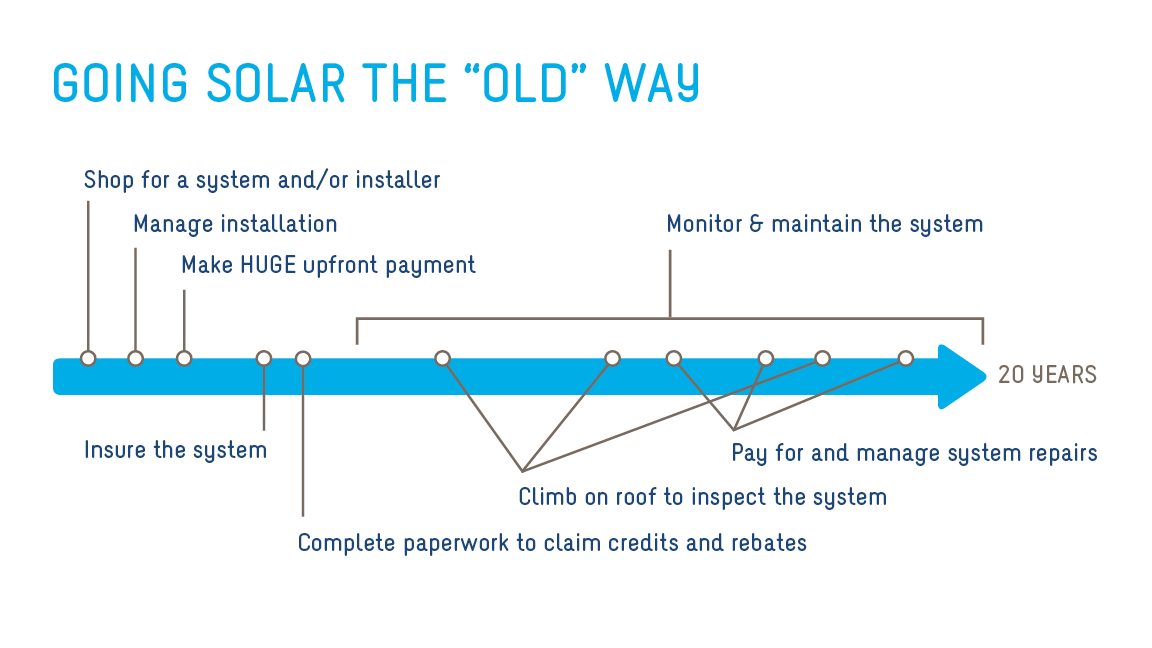 GOING SOLAR THE “OLD” WAY
Shop for a system and/or installer
Manage installation
Monitor & maintain the system
Make HUGE upfront payment
20 YEARS
Insure the system
Pay for and manage system repairs
Climb on roof to inspect the system
Complete paperwork to claim credits and rebates